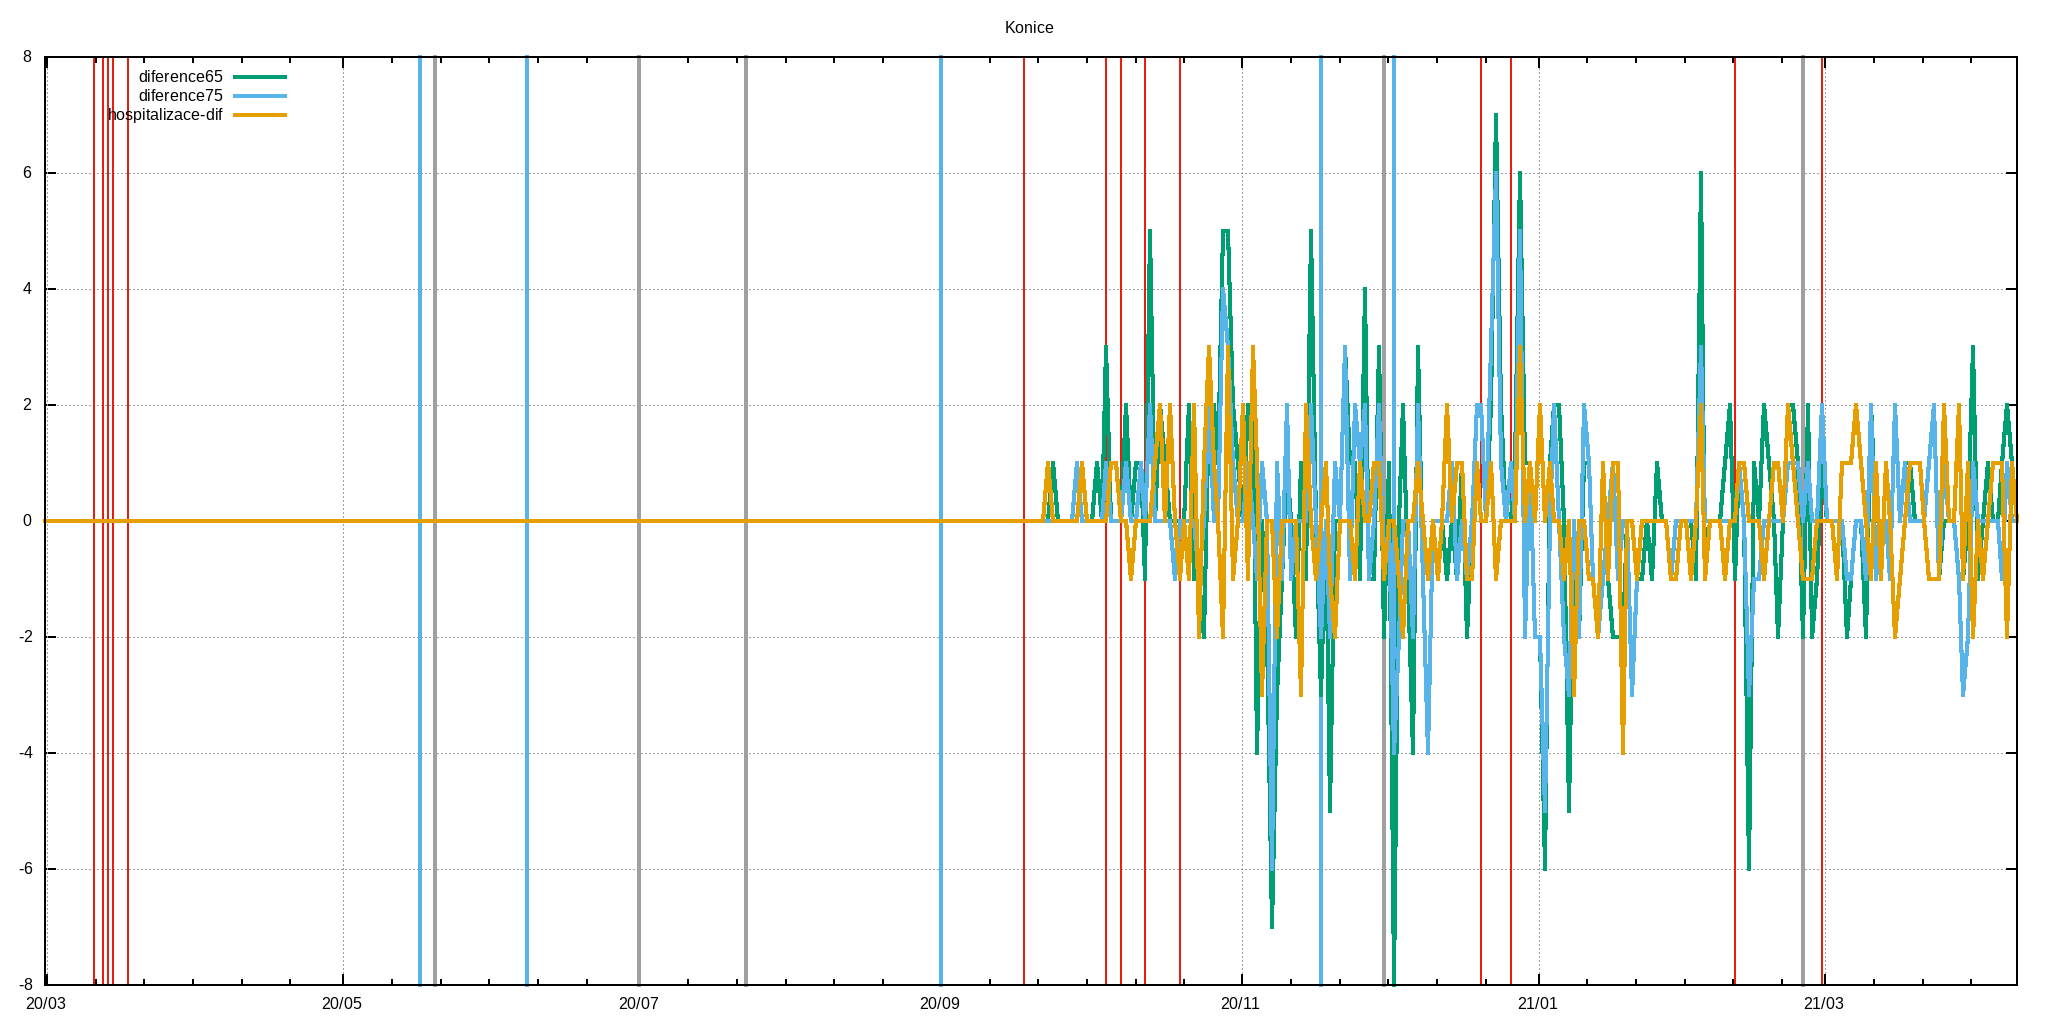 Konice
8
diference65
diference75
hospitalizace-dif
6
4
2
0
-2
-4
-6
-8
20/03 20/05 20/07 20/09 20/11 21/01 21/03